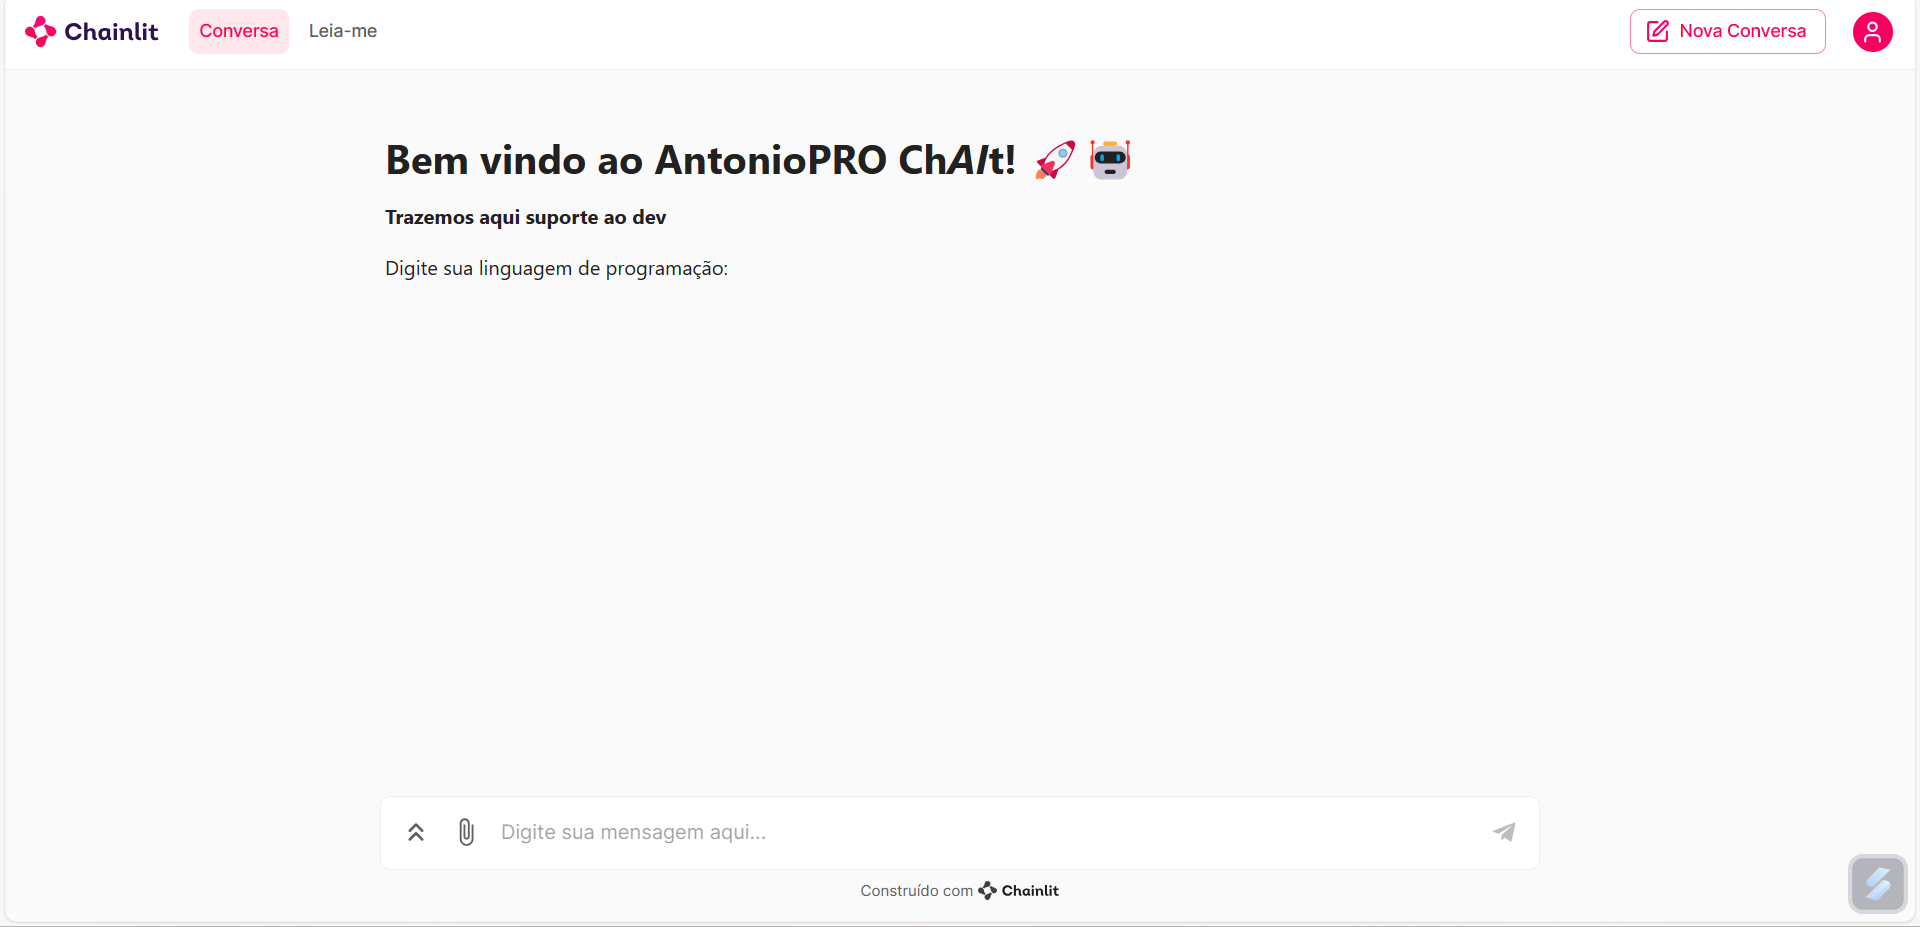 Chainlit
Conversa
Leia-me
Nova Conversa
Bem vindo ao AntonioPRO ChAIt! 🚀 🤖
Trazemos aqui suporte ao dev
Digite sua linguagem de programação:
Digite sua mensagem aqui...
Construído com Chainlit